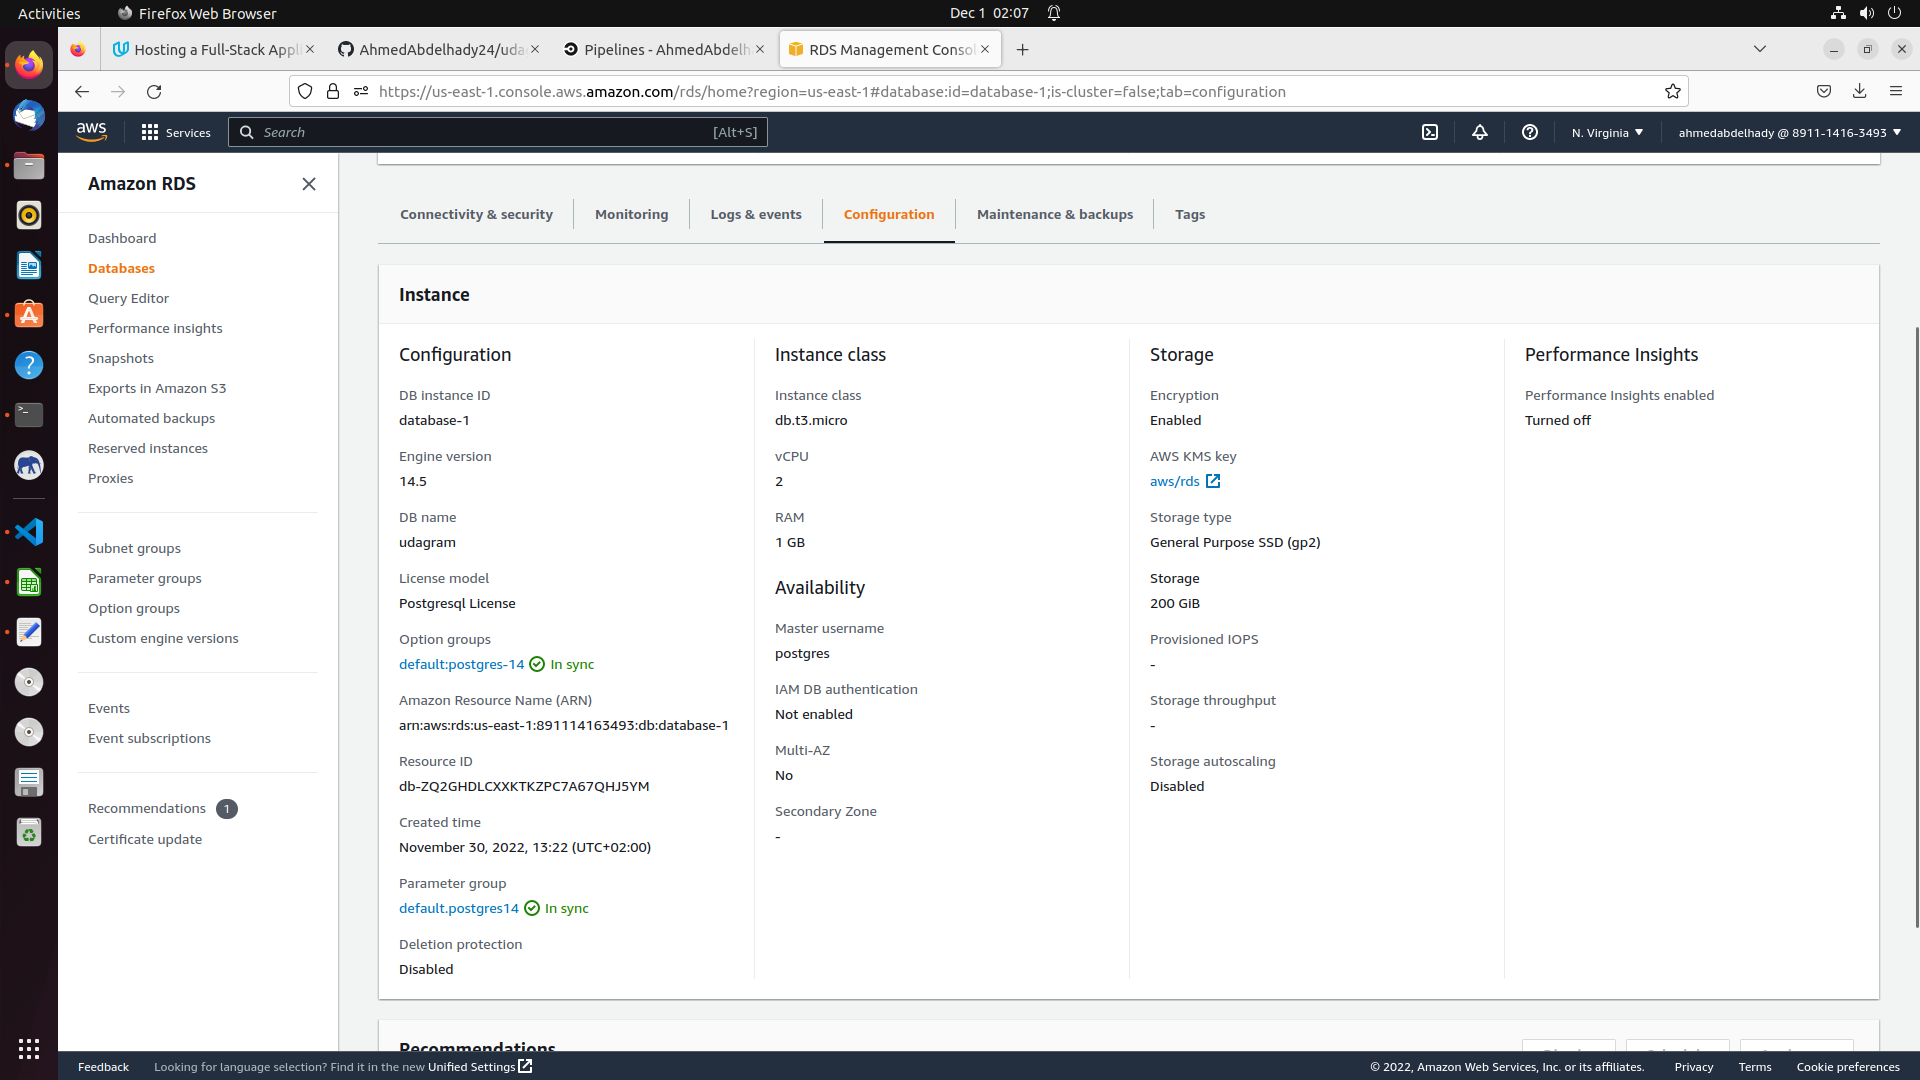 Activities
Firefox Web Browser
Dec 1 02:07
Hosting a Full-Stack Appl
AhmedAbdelhady24/uda
Pipelines - AhmedAbdelh
RDS Management Consol
https://us-east-1.console.aws.amazon.com/rds/home?region=us-east-1#database:id=database-1;is-cluster=false;tab=configuration
aws
Services
Search
[Alt+S]
N. Virginia
ahmedabdelhady @ 8911-1416-3493
Amazon RDS
Dashboard
Databases
Query Editor
Performance insights
Snapshots
Exports in Amazon S3
Automated backups
Reserved instances
Proxies
Subnet groups
Parameter groups
Option groups
Custom engine versions
Events
Event subscriptions
Recommendations 1
Certificate update
Connectivity & security
Monitoring
Logs & events
Configuration
Maintenance & backups
Tags
Instance
Configuration
DB instance ID
database-1
Engine version
14.5
DB name
udagram
License model
Postgresql License
Option groups
default:postgres-14 In sync
Amazon Resource Name (ARN)
arn:aws:rds:us-east-1:891114163493:db:database-1
Resource ID
db-ZQ2GHDLCXXKTKZPC7A67QHJ5YM
Created time
November 30, 2022, 13:22 (UTC+02:00)
Parameter group
default.postgres14 In sync
Deletion protection
Disabled
Instance class
Instance class
db.t3.micro
vCPU
2
RAM
1 GB
Availability
Master username
postgres
IAM DB authentication
Not enabled
Multi-AZ
No
Secondary Zone
-
Storage
Encryption
Enabled
AWS KMS key
aws/rds
Storage type
General Purpose SSD (gp2)
Storage
200 GiB
Provisioned IOPS
-
Storage throughput
-
Storage autoscaling
Disabled
Performance Insights
Performance Insights enabled
Turned off
Recommendations
Feedback
Looking for language selection? Find it in the new Unified Settings
© 2022, Amazon Web Services, Inc. or its affiliates.
Privacy
Terms
Cookie preferences